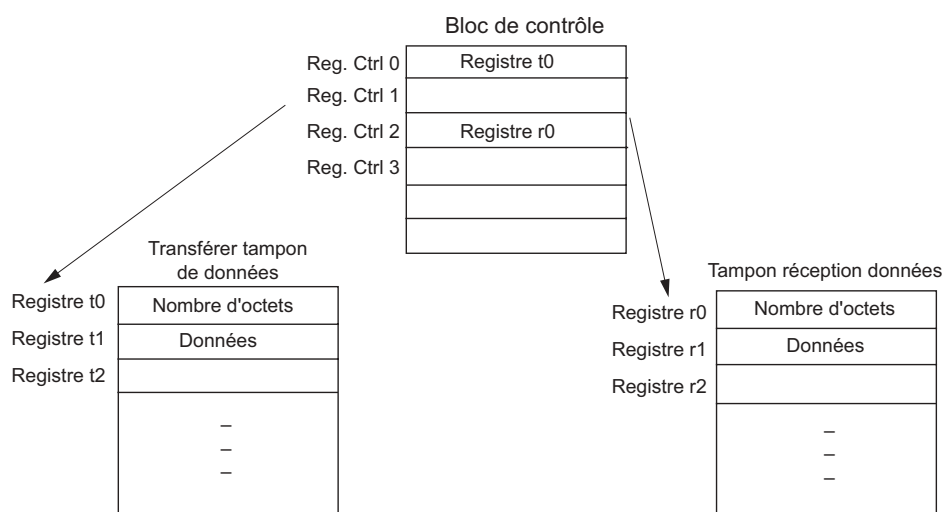 Bloc de contrôle
Reg. Ctrl 0
Registre t0
Reg. Ctrl 1
Reg. Ctrl 2
Registre r0
Reg. Ctrl 3
Transférer tampon
de données
Registre t0
Nombre d'octets
Registre t1
Données
Registre t2
–
–
–
Tampon réception données
Registre r0
Nombre d'octets
Registre r1
Données
Registre r2
–
–
–